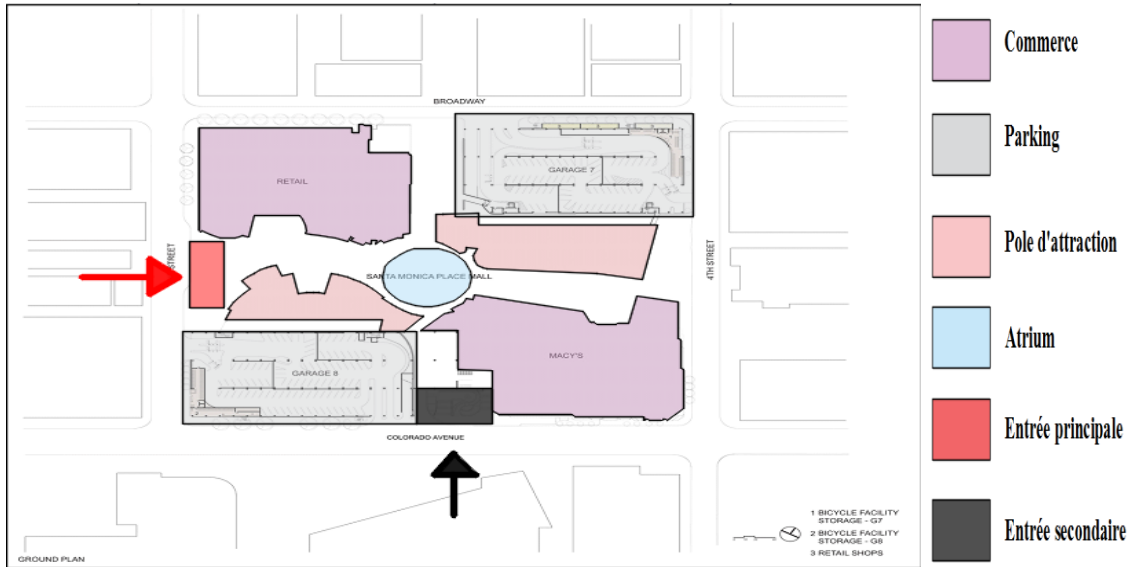 BROADWAY
RETAIL
GARAGE 7
STREET
SANTA MONICA PLACE MALL
4TH STREET
MACY'S
GARAGE 8
COLORADO AVENUE
1 BICYCLE FACILITY
STORAGE - G7
2 BICYCLE FACILITY
STORAGE - G8
3 RETAIL SHOPS
GROUND PLAN
Commerce
Parking
Pole d'attraction
Atrium
Entrée principale
Entrée secondaire